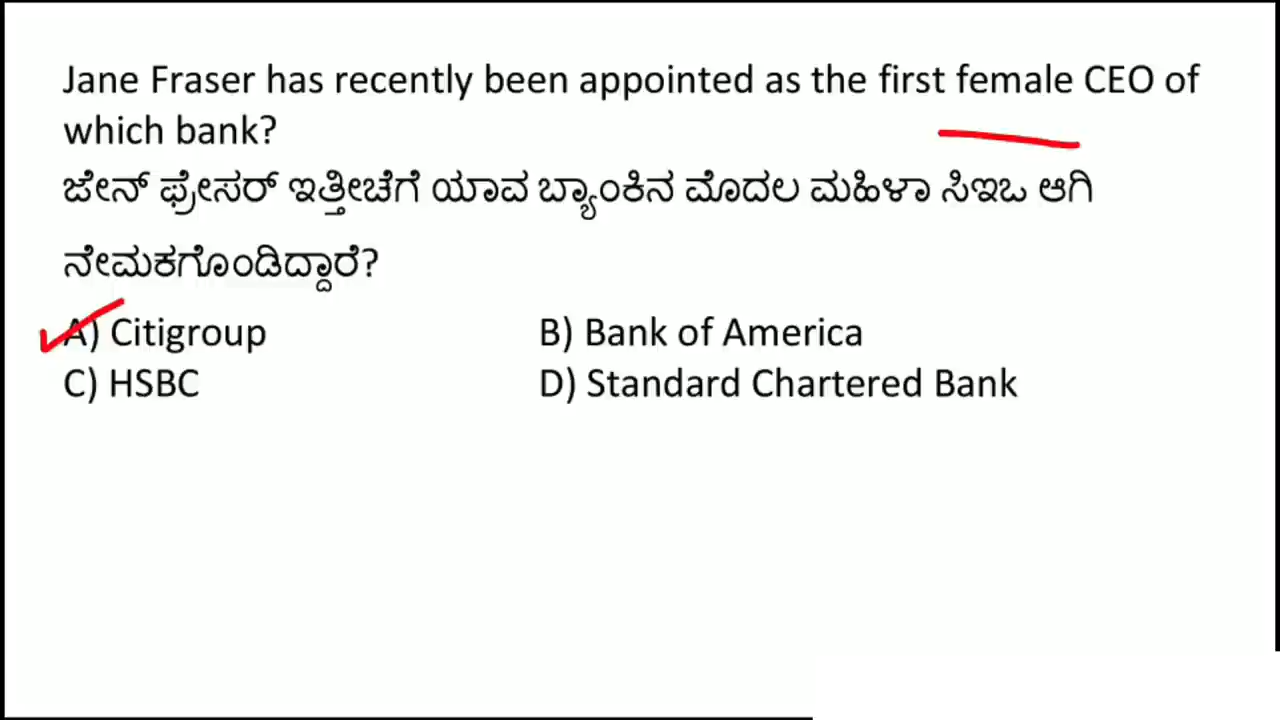 Jane Fraser has recently been appointed as the first female CEO of
which bank?
ಜೇನ್ ಫ್ರೇಸರ್ ಇತ್ತೀಚೆಗೆ ಯಾವ ಬ್ಯಾಂಕಿನ ಮೊದಲ ಮಹಿಳಾ ಸಿಇಒ ಆಗಿ
ನೇಮಕಗೊಂಡಿದ್ದಾರೆ?
A) Citigroup B) Bank of America
C) HSBC D) Standard Chartered Bank